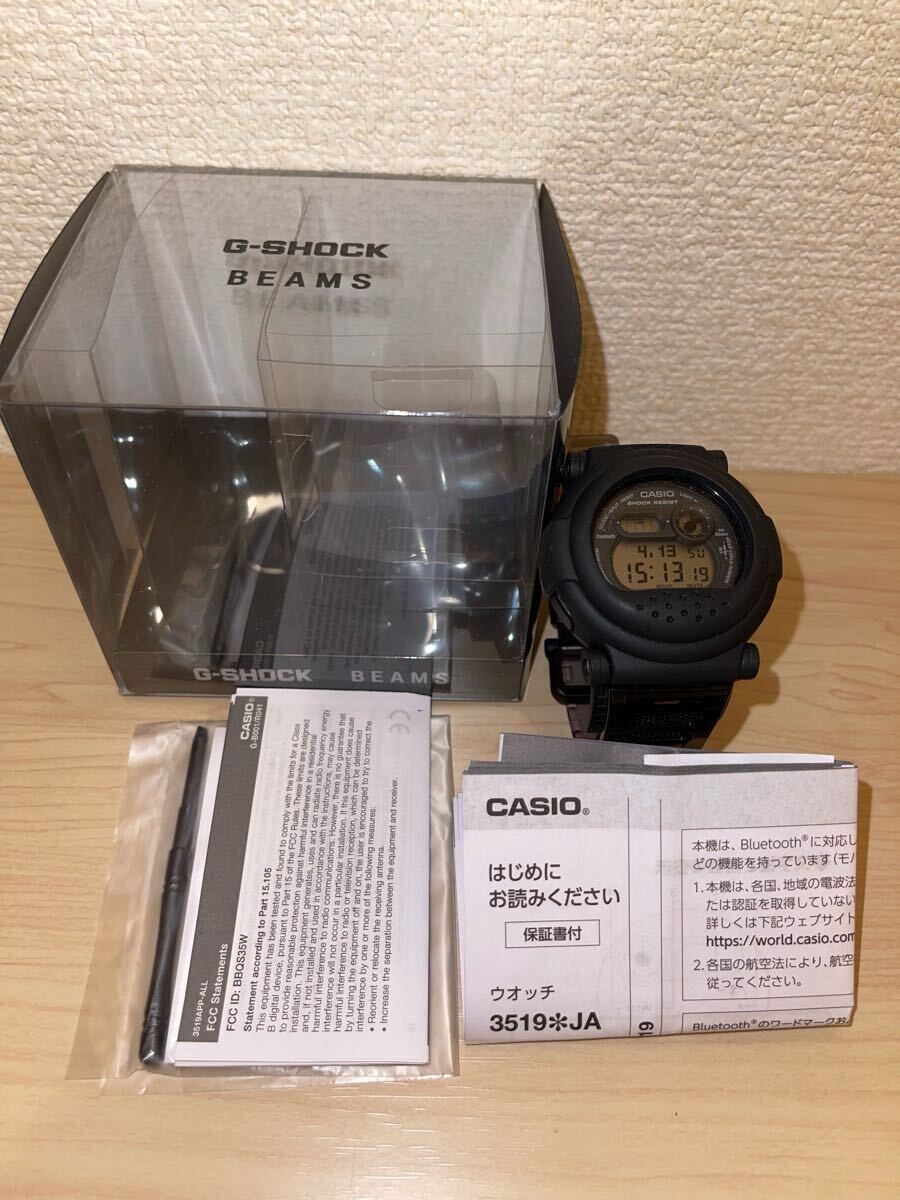 G-SHOCK
BEAMS
G-SHOCK BEAMS
CASIO
SHOCK RESIST
LIGHT
Bluetooth
4.13 SU
15:13 19
MUTE
CASIO®
G-B001/R041
3519APP-ALL
FCC Statements
FCC ID: BBQS35W
Statement according to Part 15.105
This equipment has been tested and found to comply with the limits for a Class
B digital device, pursuant to Part 15 of the FCC Rules. These limits are designed
to provide reasonable protection against harmful interference in a residential
installation. This equipment generates, uses and can radiate radio frequency energy
and, if not installed and used in accordance with the instructions, may cause
harmful interference to radio communications. However, there is no guarantee that
interference will not occur in a particular installation. If this equipment does cause
harmful interference to radio or television reception, which can be determined
by turning the equipment off and on, the user is encouraged to try to correct the
interference by one or more of the following measures:
• Reorient or relocate the receiving antenna.
• Increase the separation between the equipment and receiver.
CE
1
CASIO®
はじめに
お読みください
保証書付
ウオッチ
3519✻JA
19
本機は、Bluetooth®に対応し
どの機能を持っています(モバ
1. 本機は、各国、地域の電波法
たは認証を取得していない
詳しくは下記ウェブサイト
https://world.casio.com
2. 各国の航空法により、航空
従ってください。
Bluetooth®のワードマークお